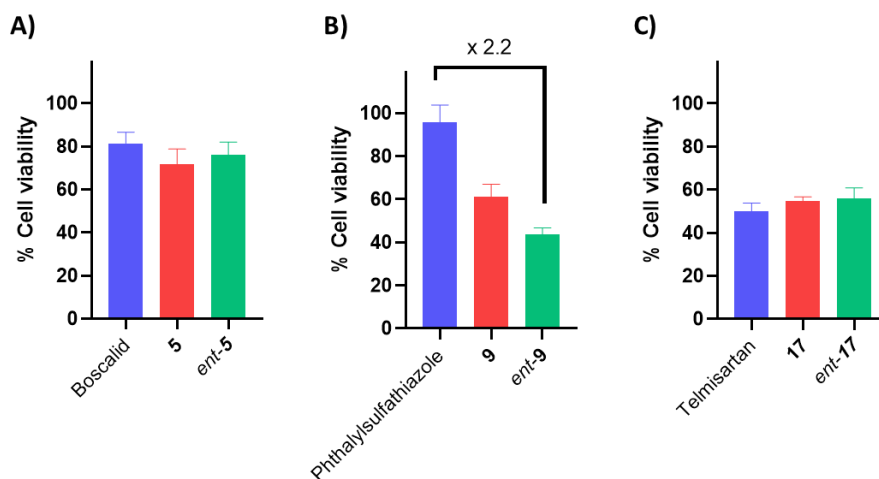 A)
% Cell viability
100
80
60
40
20
0
Boscalid
5
ent-5
B)
x 2.2
% Cell viability
100
80
60
40
20
0
Phthalylsulfathiazole
9
ent-9
C)
% Cell viability
100
80
60
40
20
0
Telmisartan
17
ent-17